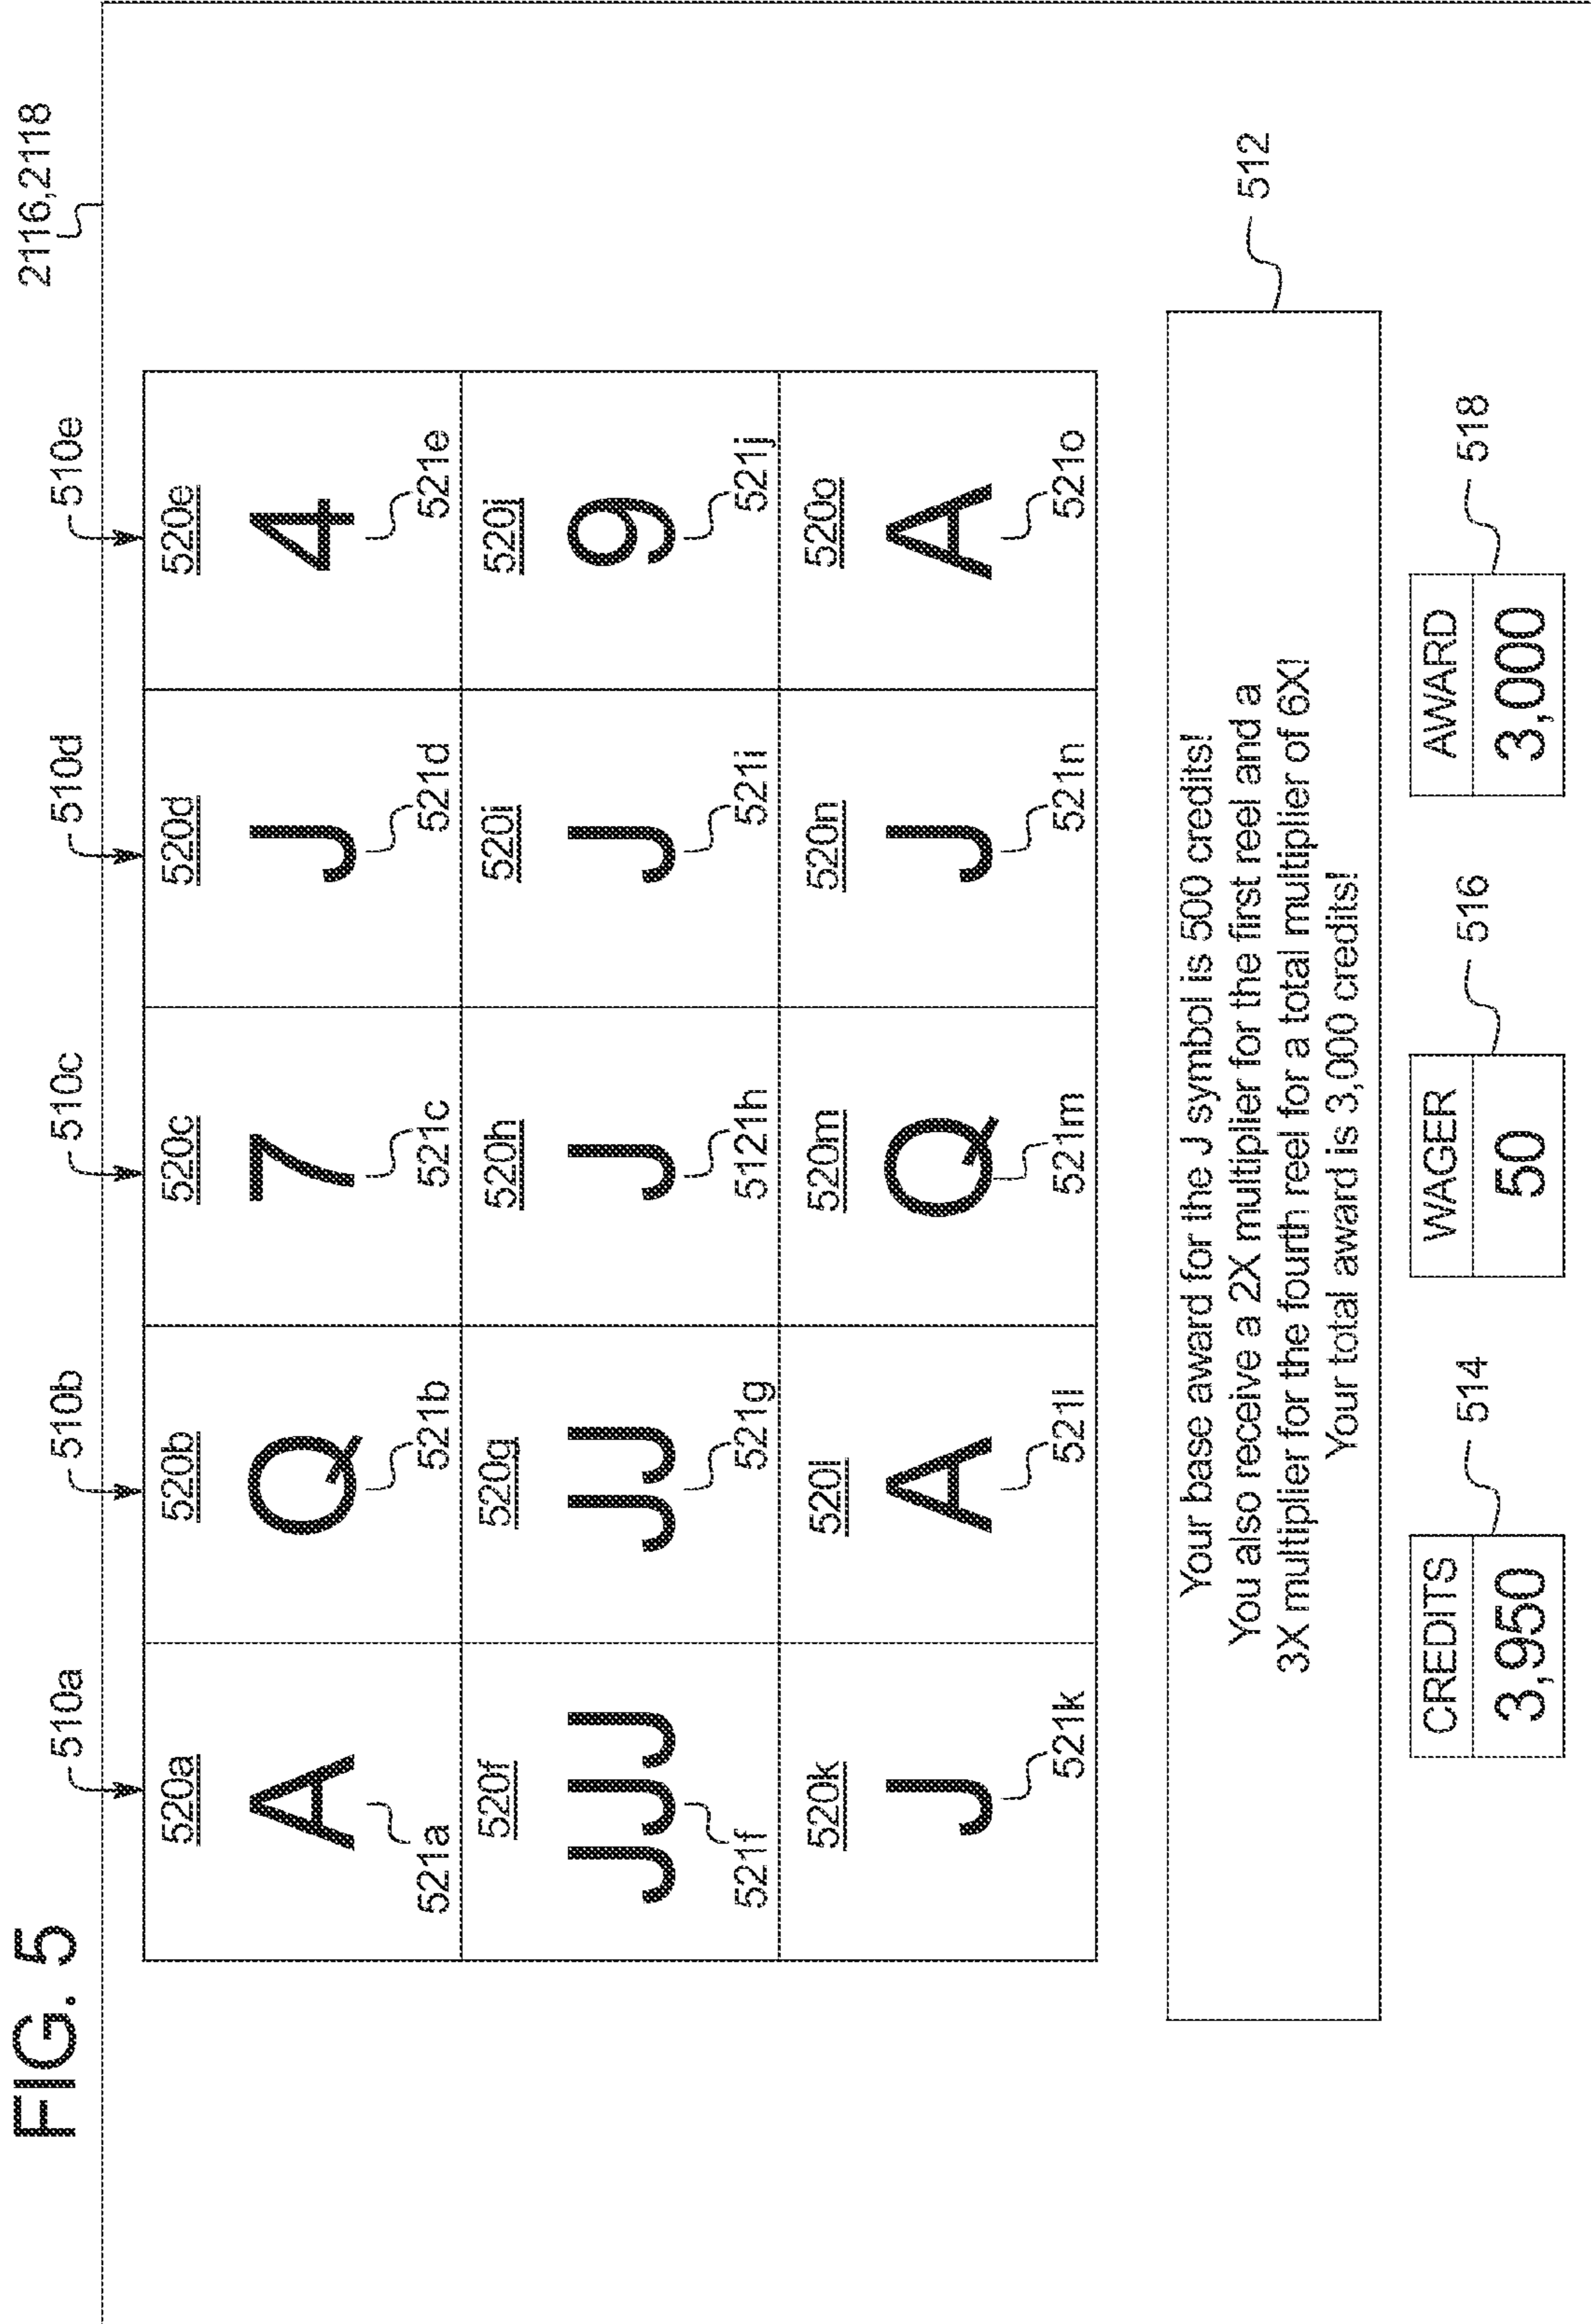 FIG. 5
2116,2118
510a 510b 510c 510d 510e
520a 520b 520c 520d 520e
A Q 7 J 4
521a 521b 521c 521d 521e
520f 520g 520h 520i 520j
JJJ JJ J J 9
521f 521g 5121h 521i 521j
520k 520l 520m 520n 520o
J A Q J A
521k 521l 521m 521n 521o
Your base award for the J symbol is 500 credits!
You also receive a 2X multiplier for the first reel and a
3X multiplier for the fourth reel for a total multiplier of 6X!
Your total award is 3,000 credits!
512
514 516 518
CREDITS WAGER AWARD
3,950 50 3,000